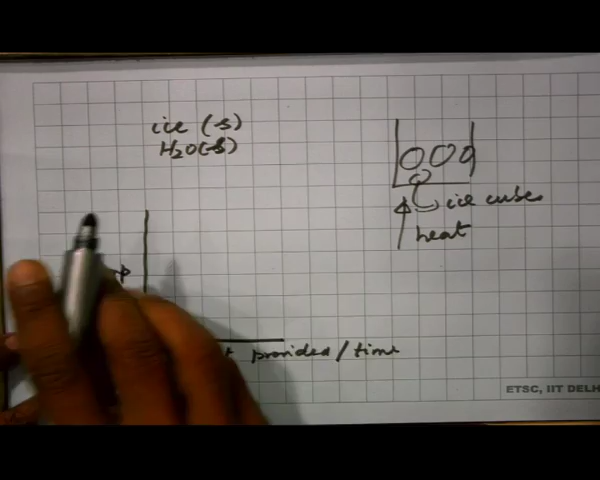 ice (s)
H₂O(s)
ice cubes
heat
provided / time
ETSC, IIT DELH